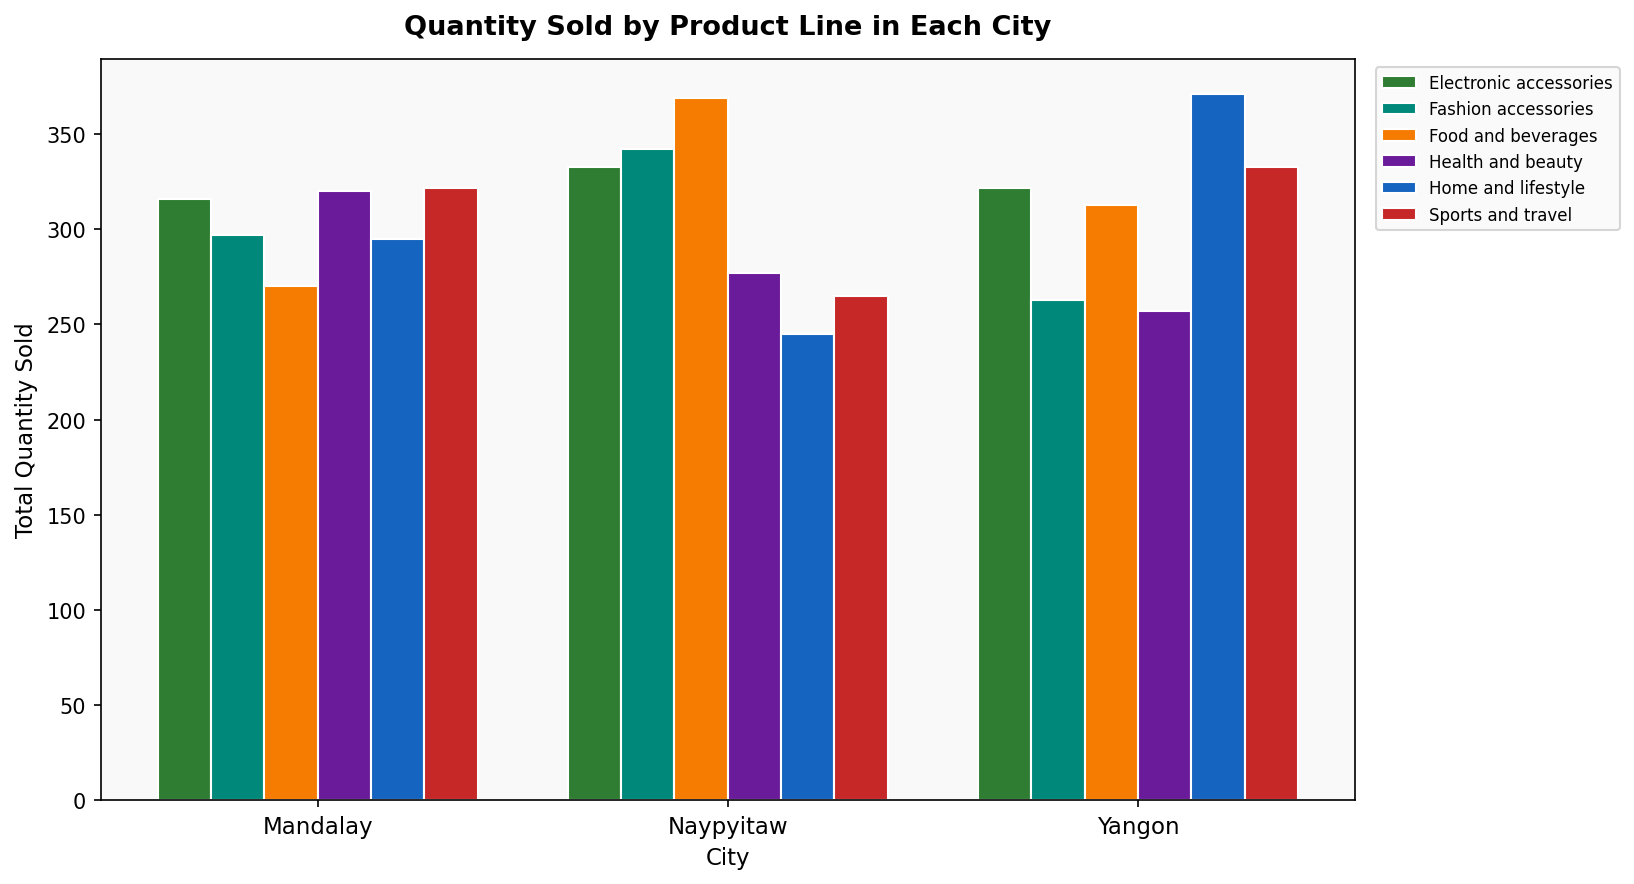 Quantity Sold by Product Line in Each City
Electronic accessories
Fashion accessories
Food and beverages
Health and beauty
Home and lifestyle
Sports and travel
Total Quantity Sold
350
300
250
200
150
100
50
0
Mandalay
Naypyitaw
Yangon
City